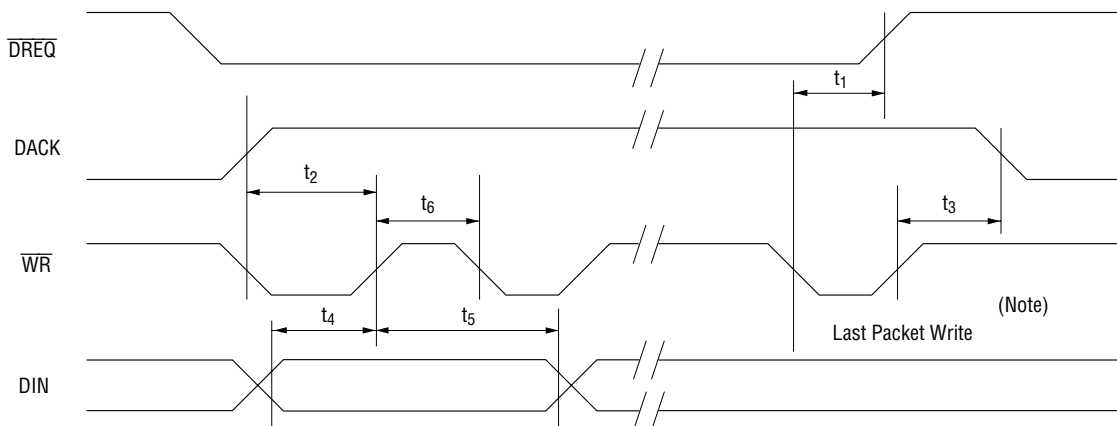 DREQ
t1
DACK
t2
t6
t3
WR
(Note)
t4
t5
Last Packet Write
DIN